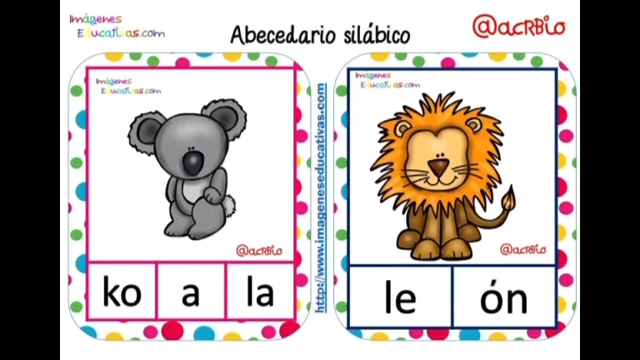 Imágenes
Educativas.com
Abecedario silábico
@acRBio
Imágenes
Educativas.com
@acRBio
ko a la
http://www.imageneseducativas.com
Imágenes
Educativas.com
@acRBio
le ón